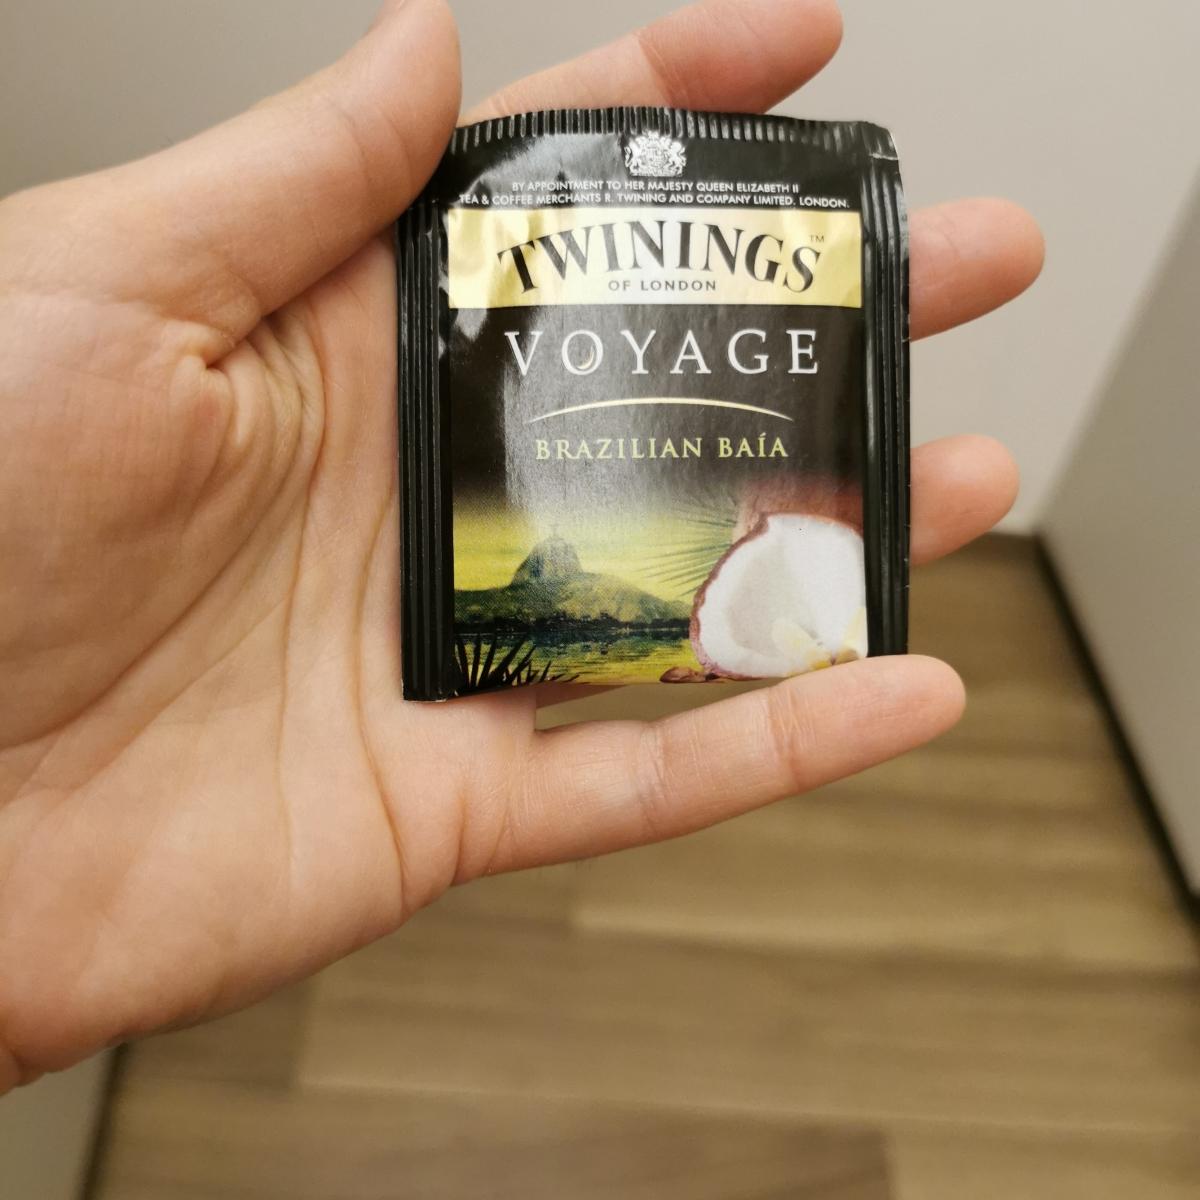 BY APPOINTMENT TO HER MAJESTY QUEEN ELIZABETH II
TEA & COFFEE MERCHANTS R. TWINING AND COMPANY LIMITED. LONDON.
TWININGS™
OF LONDON
VOYAGE
BRAZILIAN BAÍA